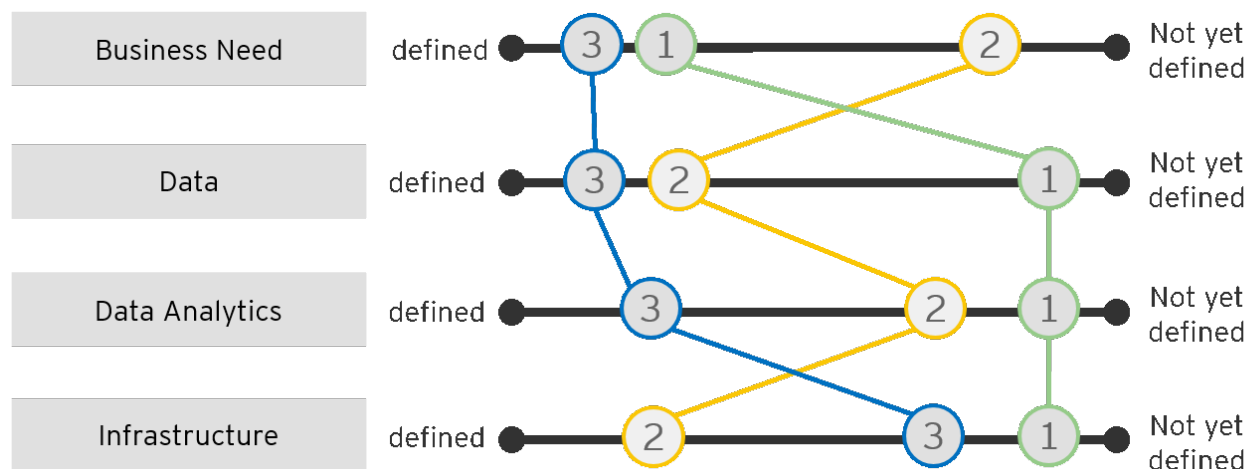 Business Need
defined
3
1
2
Not yet
defined
Data
defined
3
2
1
Not yet
defined
Data Analytics
defined
3
2
1
Not yet
defined
Infrastructure
defined
2
3
1
Not yet
defined